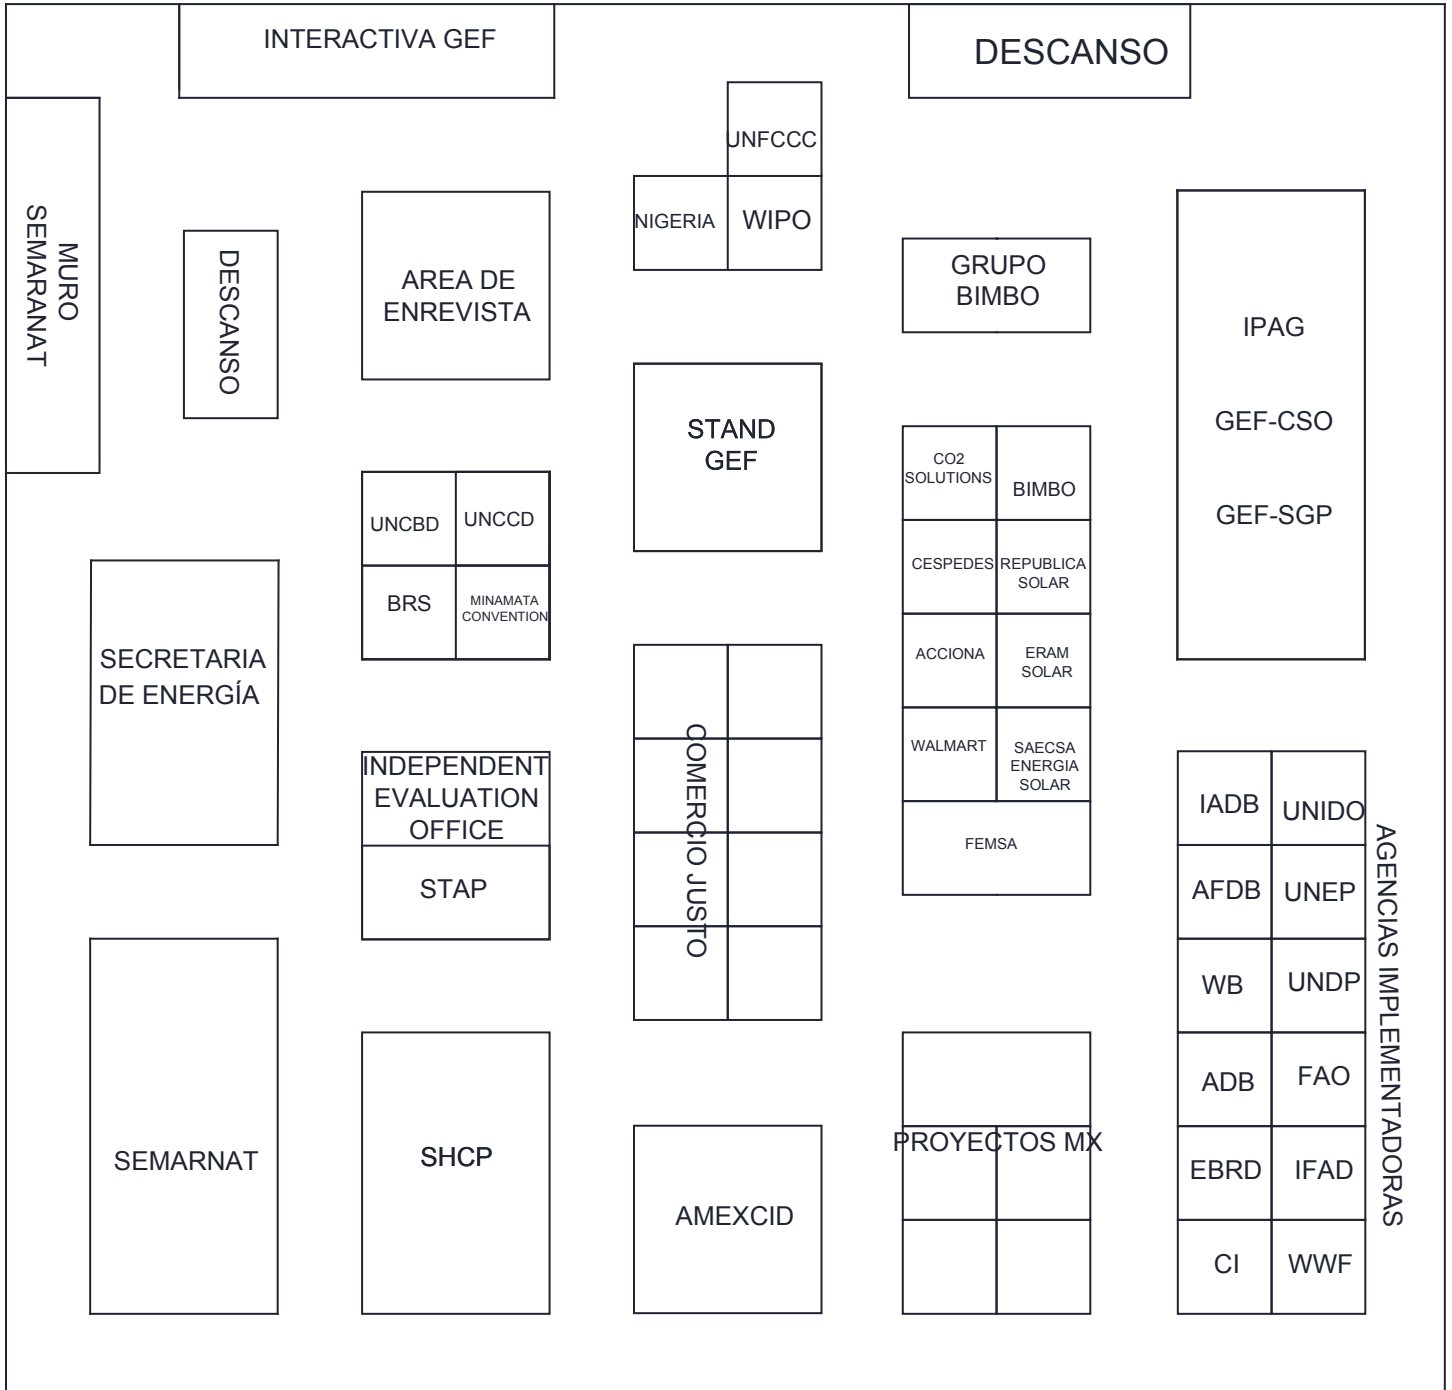 INTERACTIVA GEF
DESCANSO
MURO
SEMARANAT
DESCANSO
AREA DE
ENREVISTA
UNFCCC
NIGERIA
WIPO
GRUPO
BIMBO
IPAG
GEF-CSO
GEF-SGP
STAND
GEF
UNCBD
UNCCD
BRS
MINAMATA
CONVENTION
CO2
SOLUTIONS
BIMBO
CESPEDES
REPUBLICA
SOLAR
ACCIONA
ERAM
SOLAR
WALMART
SAECSA
ENERGIA
SOLAR
FEMSA
SECRETARIA
DE ENERGÍA
INDEPENDENT
EVALUATION
OFFICE
STAP
COMERCIO JUSTO
IADB
UNIDO
AFDB
UNEP
WB
UNDP
ADB
FAO
EBRD
IFAD
CI
WWF
AGENCIAS IMPLEMENTADORAS
SEMARNAT
SHCP
AMEXCID
PROYECTOS MX